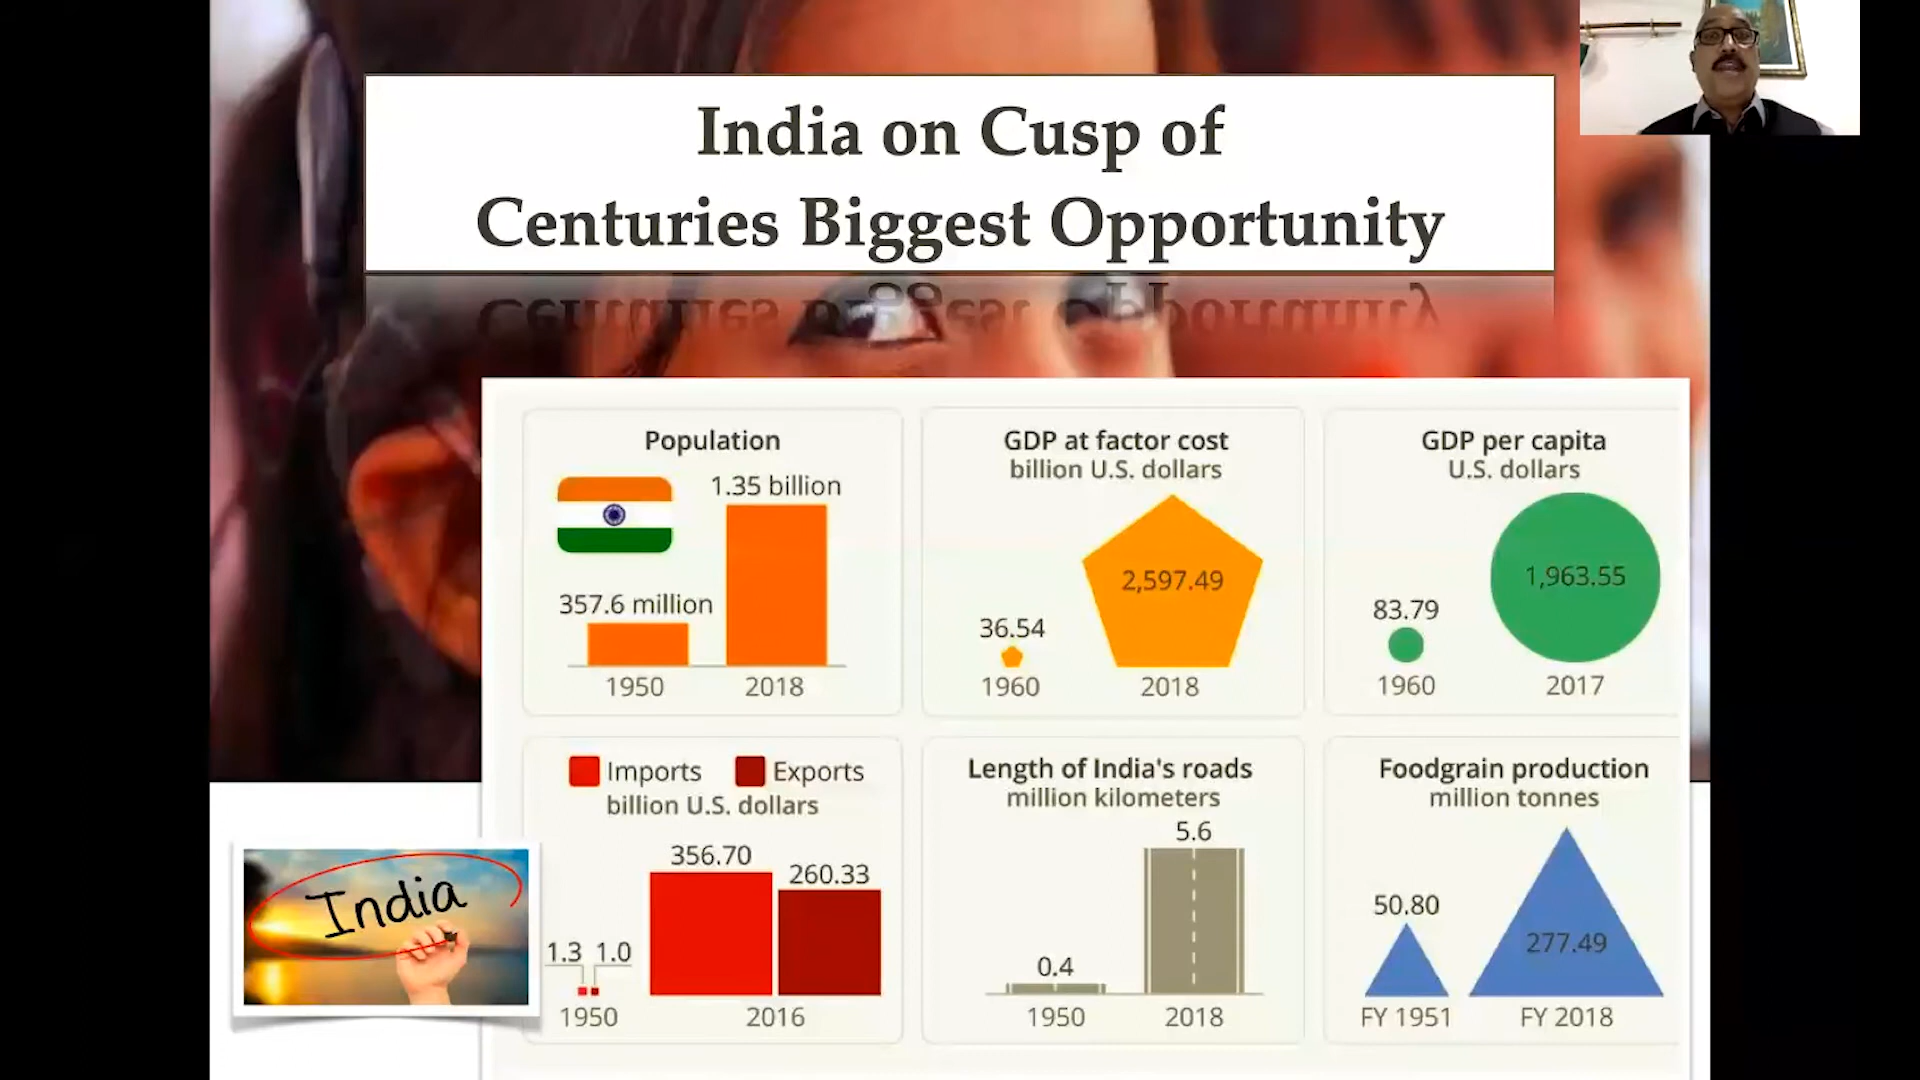 India on Cusp of
Centuries Biggest Opportunity
Population
1.35 billion
357.6 million
1950
2018
GDP at factor cost
billion U.S. dollars
2,597.49
36.54
1960
2018
GDP per capita
U.S. dollars
1,963.55
83.79
1960
2017
Imports
Exports
billion U.S. dollars
356.70
260.33
1.3
1.0
1950
2016
Length of India's roads
million kilometers
5.6
0.4
1950
2018
Foodgrain production
million tonnes
50.80
277.49
FY 1951
FY 2018
India